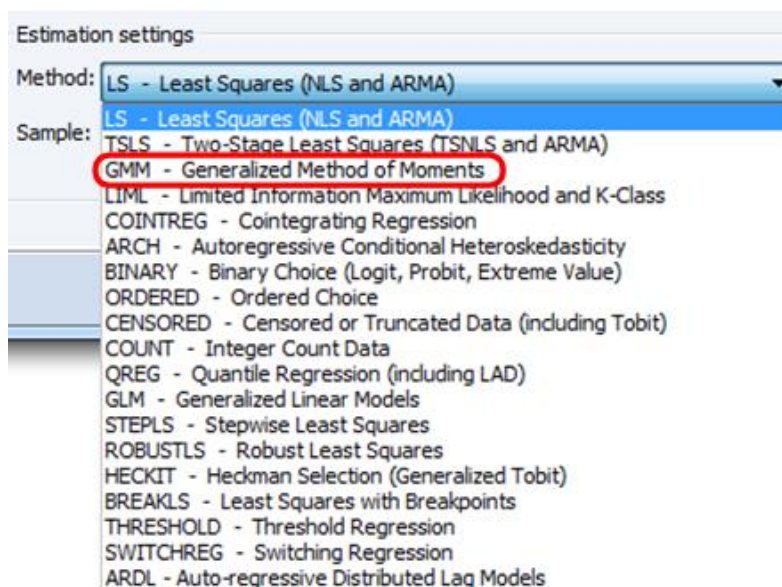 Estimation settings
Method: LS - Least Squares (NLS and ARMA)
LS - Least Squares (NLS and ARMA)
Sample:
TSLS - Two-Stage Least Squares (TSNLS and ARMA)
GMM - Generalized Method of Moments
LIML - Limited Information Maximum Likelihood and K-Class
COINTREG - Cointegrating Regression
ARCH - Autoregressive Conditional Heteroskedasticity
BINARY - Binary Choice (Logit, Probit, Extreme Value)
ORDERED - Ordered Choice
CENSORED - Censored or Truncated Data (including Tobit)
COUNT - Integer Count Data
QREG - Quantile Regression (including LAD)
GLM - Generalized Linear Models
STEPLS - Stepwise Least Squares
ROBUSTLS - Robust Least Squares
HECKIT - Heckman Selection (Generalized Tobit)
BREAKLS - Least Squares with Breakpoints
THRESHOLD - Threshold Regression
SWITCHREG - Switching Regression
ARDL - Auto-regressive Distributed Lag Models